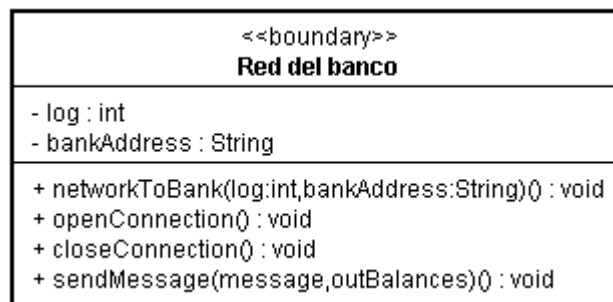 <<boundary>>
Red del banco
- log : int
- bankAddress : String
+ networkToBank(log:int,bankAddress:String)() : void
+ openConnection() : void
+ closeConnection() : void
+ sendMessage(message,outBalances)() : void